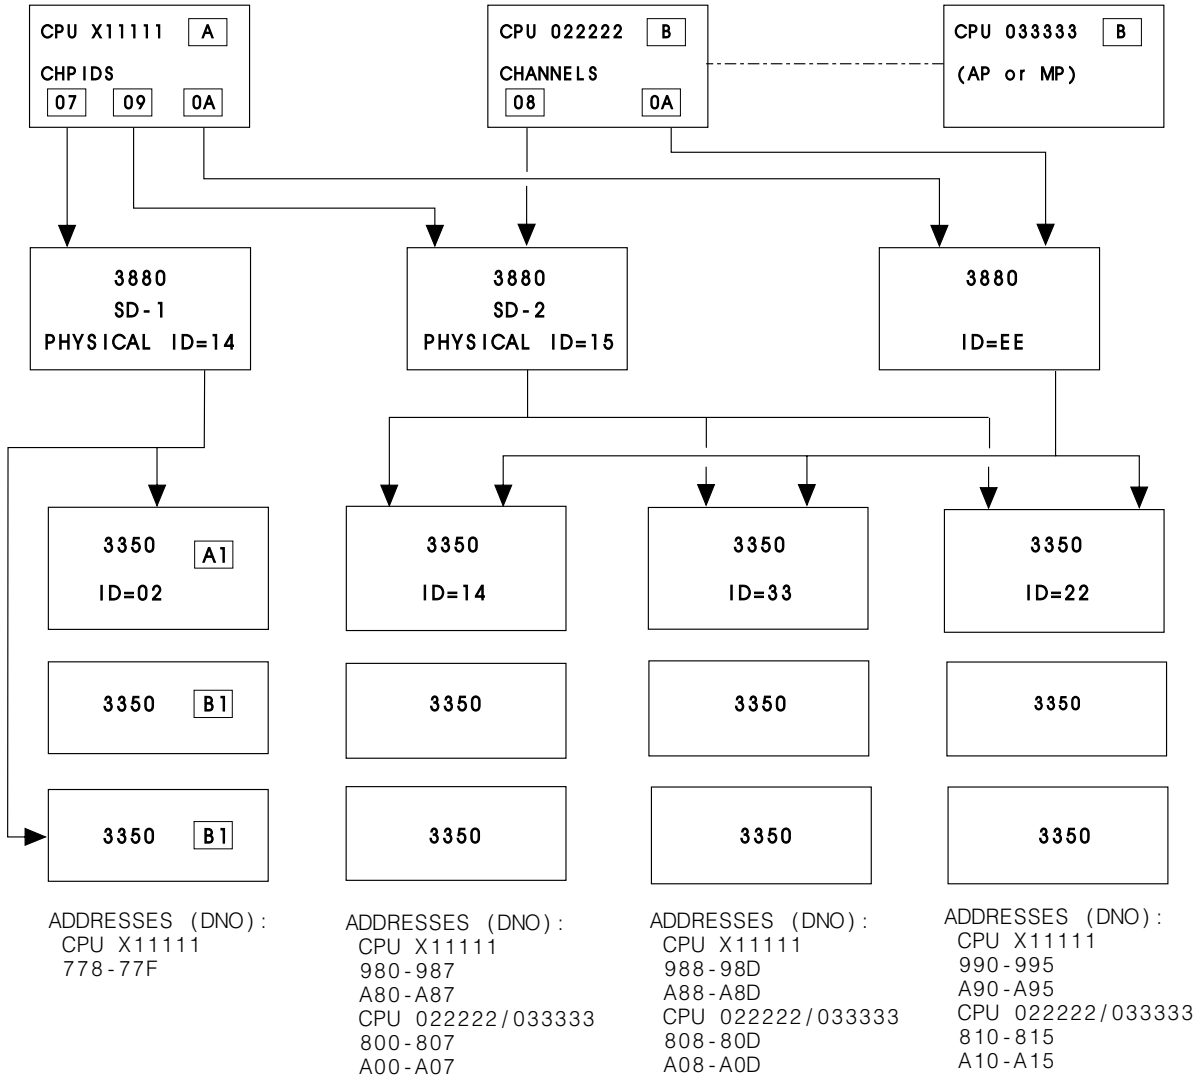 CPU X11111 A
CHPIDS
07 09 0A
CPU 022222 B
CHANNELS
08 0A
CPU 033333 B
(AP or MP)
3880
SD-1
PHYSICAL ID=14
3880
SD-2
PHYSICAL ID=15
3880
ID=EE
3350 A1
ID=02
3350
ID=14
3350
ID=33
3350
ID=22
3350 B1
3350
3350
3350
3350 B1
3350
3350
3350
ADDRESSES (DNO):
CPU X11111
778-77F
ADDRESSES (DNO):
CPU X11111
980-987
A80-A87
CPU 022222/033333
800-807
A00-A07
ADDRESSES (DNO):
CPU X11111
988-98D
A88-A8D
CPU 022222/033333
808-80D
A08-A0D
ADDRESSES (DNO):
CPU X11111
990-995
A90-A95
CPU 022222/033333
810-815
A10-A15